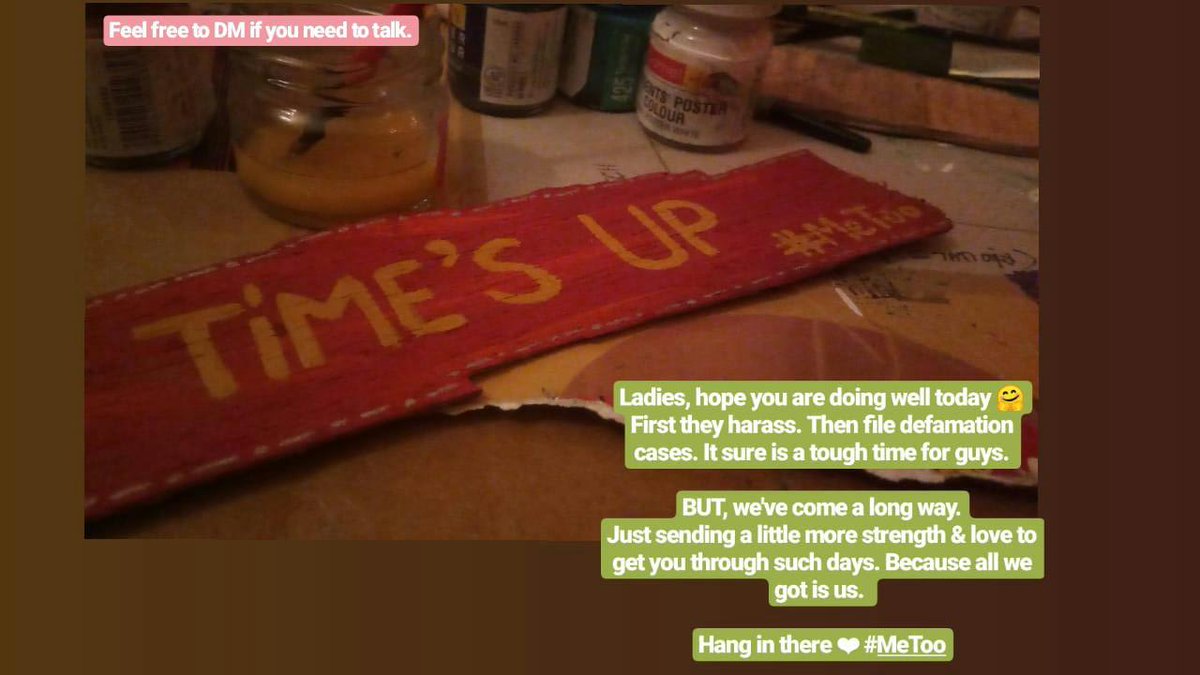 Feel free to DM if you need to talk.
425
POSTER
COLOUR
TiME'S UP #MeToo
Ladies, hope you are doing well today 🤗
First they harass. Then file defamation
cases. It sure is a tough time for guys.
BUT, we've come a long way.
Just sending a little more strength & love to
get you through such days. Because all we
got is us.
Hang in there ❤ #MeToo